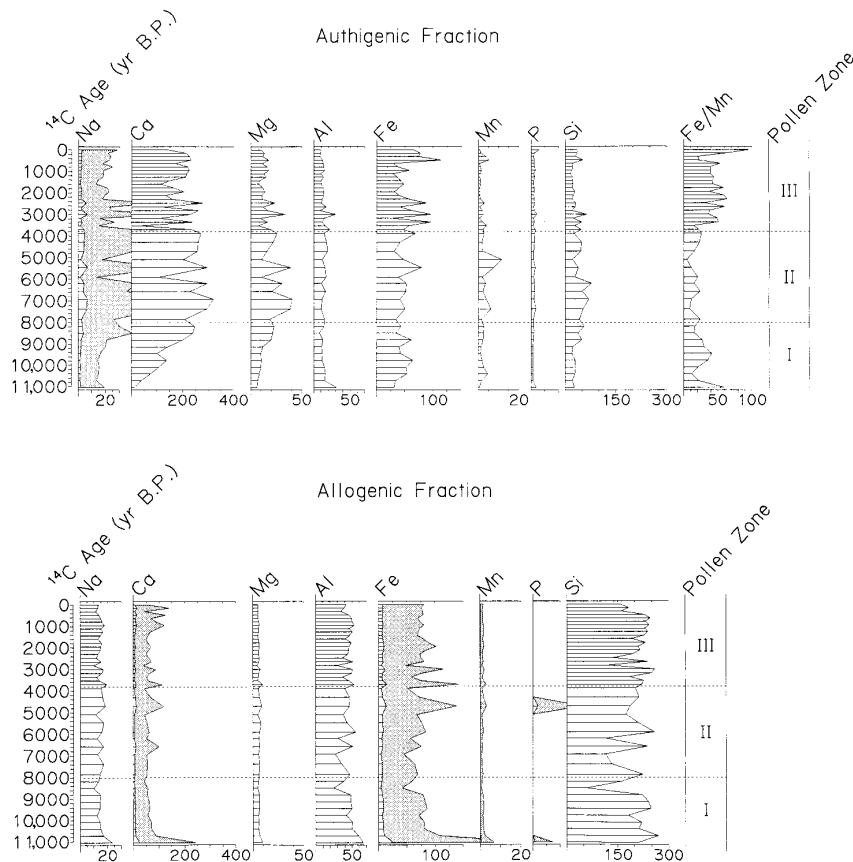 Authigenic Fraction
¹⁴C Age (yr B.P.)
Na Ca Mg Al Fe Mn P Si Fe/Mn Pollen Zone
0
1000
2000
3000
4000
5000
6000
7000
8000
9000
10,000
11,000
III
II
I
20 200 400 50 50 100 20 150 300 50 100
Allogenic Fraction
¹⁴C Age (yr B.P.)
Na Ca Mg Al Fe Mn P Si Pollen Zone
0
1000
2000
3000
4000
5000
6000
7000
8000
9000
10,000
11,000
III
II
I
20 200 400 50 50 100 20 150 300